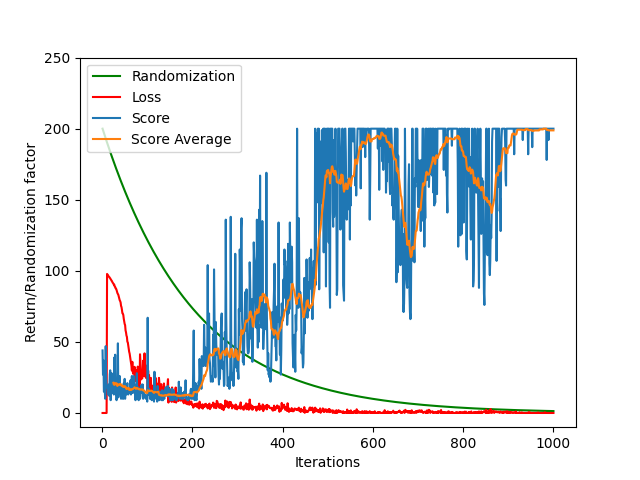 250
200
150
100
50
0
Return/Randomization factor
Randomization
Loss
Score
Score Average
0
200
400
600
800
1000
Iterations